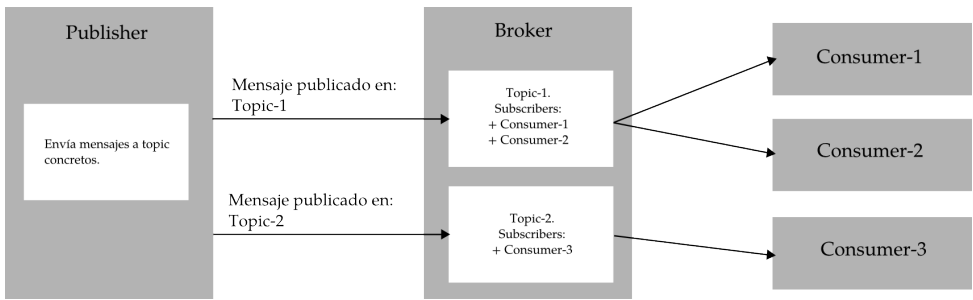 Publisher
Envía mensajes a topic
concretos.
Mensaje publicado en:
Topic-1
Mensaje publicado en:
Topic-2
Broker
Topic-1.
Subscribers:
+ Consumer-1
+ Consumer-2
Topic-2.
Subscribers:
+ Consumer-3
Consumer-1
Consumer-2
Consumer-3